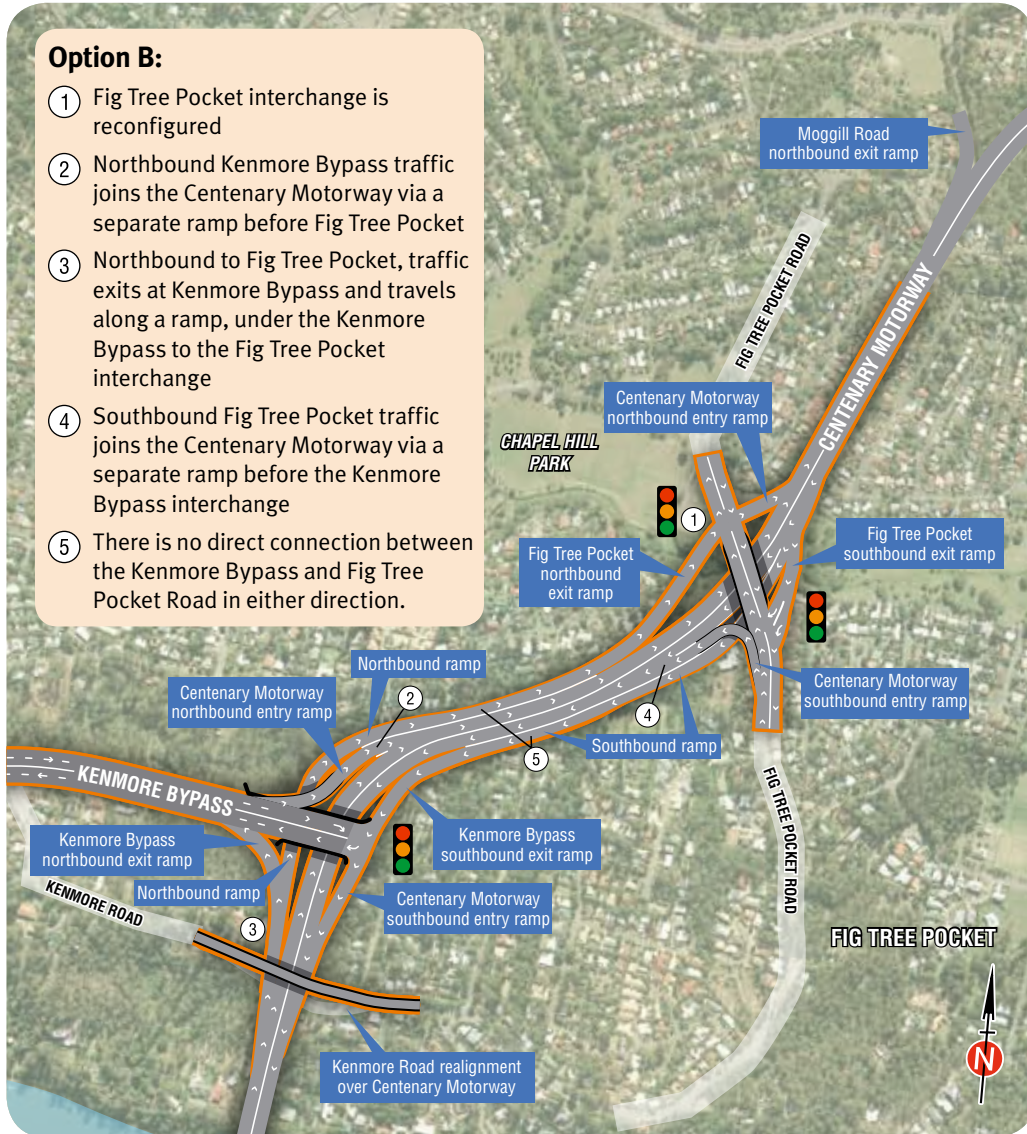 Option B:
1 Fig Tree Pocket interchange is
reconfigured
2 Northbound Kenmore Bypass traffic
joins the Centenary Motorway via a
separate ramp before Fig Tree Pocket
3 Northbound to Fig Tree Pocket, traffic
exits at Kenmore Bypass and travels
along a ramp, under the Kenmore
Bypass to the Fig Tree Pocket
interchange
4 Southbound Fig Tree Pocket traffic
joins the Centenary Motorway via a
separate ramp before the Kenmore
Bypass interchange
5 There is no direct connection between
the Kenmore Bypass and Fig Tree
Pocket Road in either direction.
Moggill Road
northbound exit ramp
FIG TREE POCKET ROAD
CENTENARY MOTORWAY
Centenary Motorway
northbound entry ramp
CHAPEL HILL
PARK
1
Fig Tree Pocket
southbound exit ramp
Fig Tree Pocket
northbound
exit ramp
Northbound ramp
Centenary Motorway
northbound entry ramp
2
4
5
Centenary Motorway
southbound entry ramp
Southbound ramp
KENMORE BYPASS
Kenmore Bypass
northbound exit ramp
Kenmore Bypass
southbound exit ramp
Northbound ramp
Centenary Motorway
southbound entry ramp
KENMORE ROAD
3
FIG TREE POCKET ROAD
FIG TREE POCKET
Kenmore Road realignment
over Centenary Motorway
N